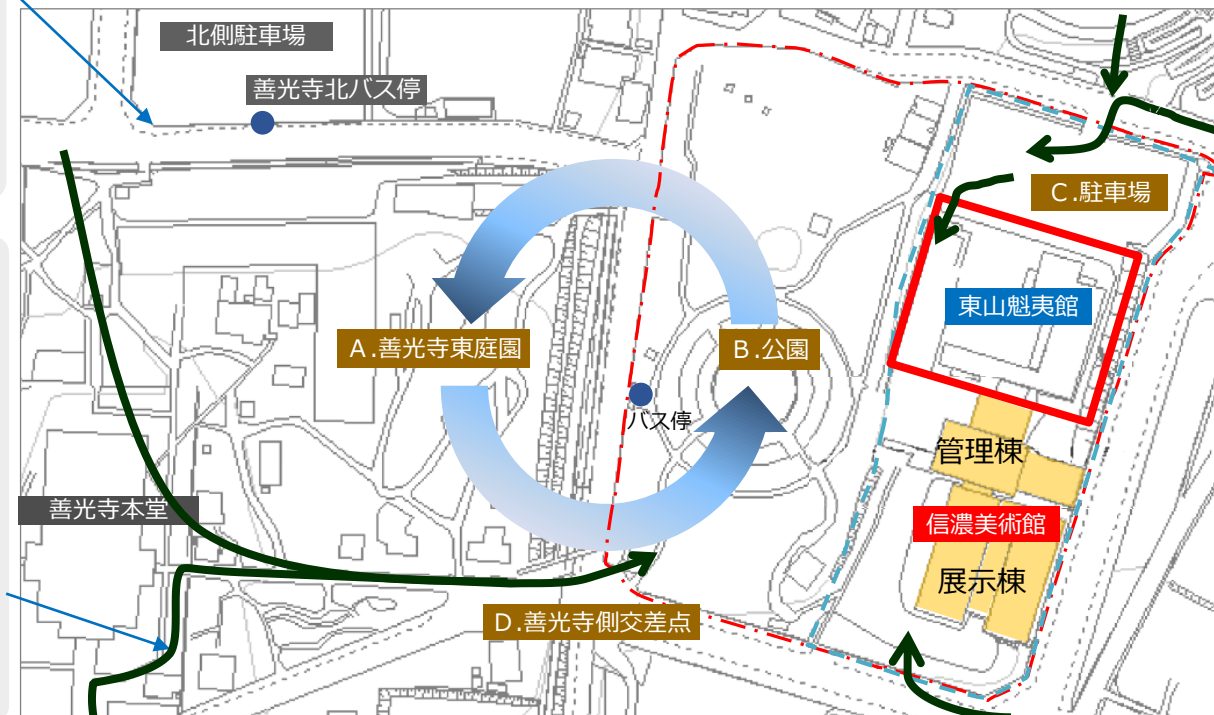 北側駐車場
善光寺北バス停
Ｃ.駐車場
東山魁夷館
Ａ.善光寺東庭園
Ｂ.公園
バス停
管理棟
善光寺本堂
信濃美術館
展示棟
Ｄ.善光寺側交差点